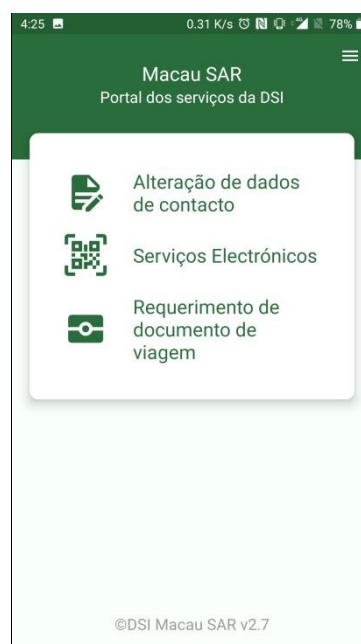 4:25 0.31 K/s 4G 78%
Macau SAR
Portal dos serviços da DSI
Alteração de dados
de contacto
Serviços Electrónicos
Requerimento de
documento de
viagem
©DSI Macau SAR v2.7